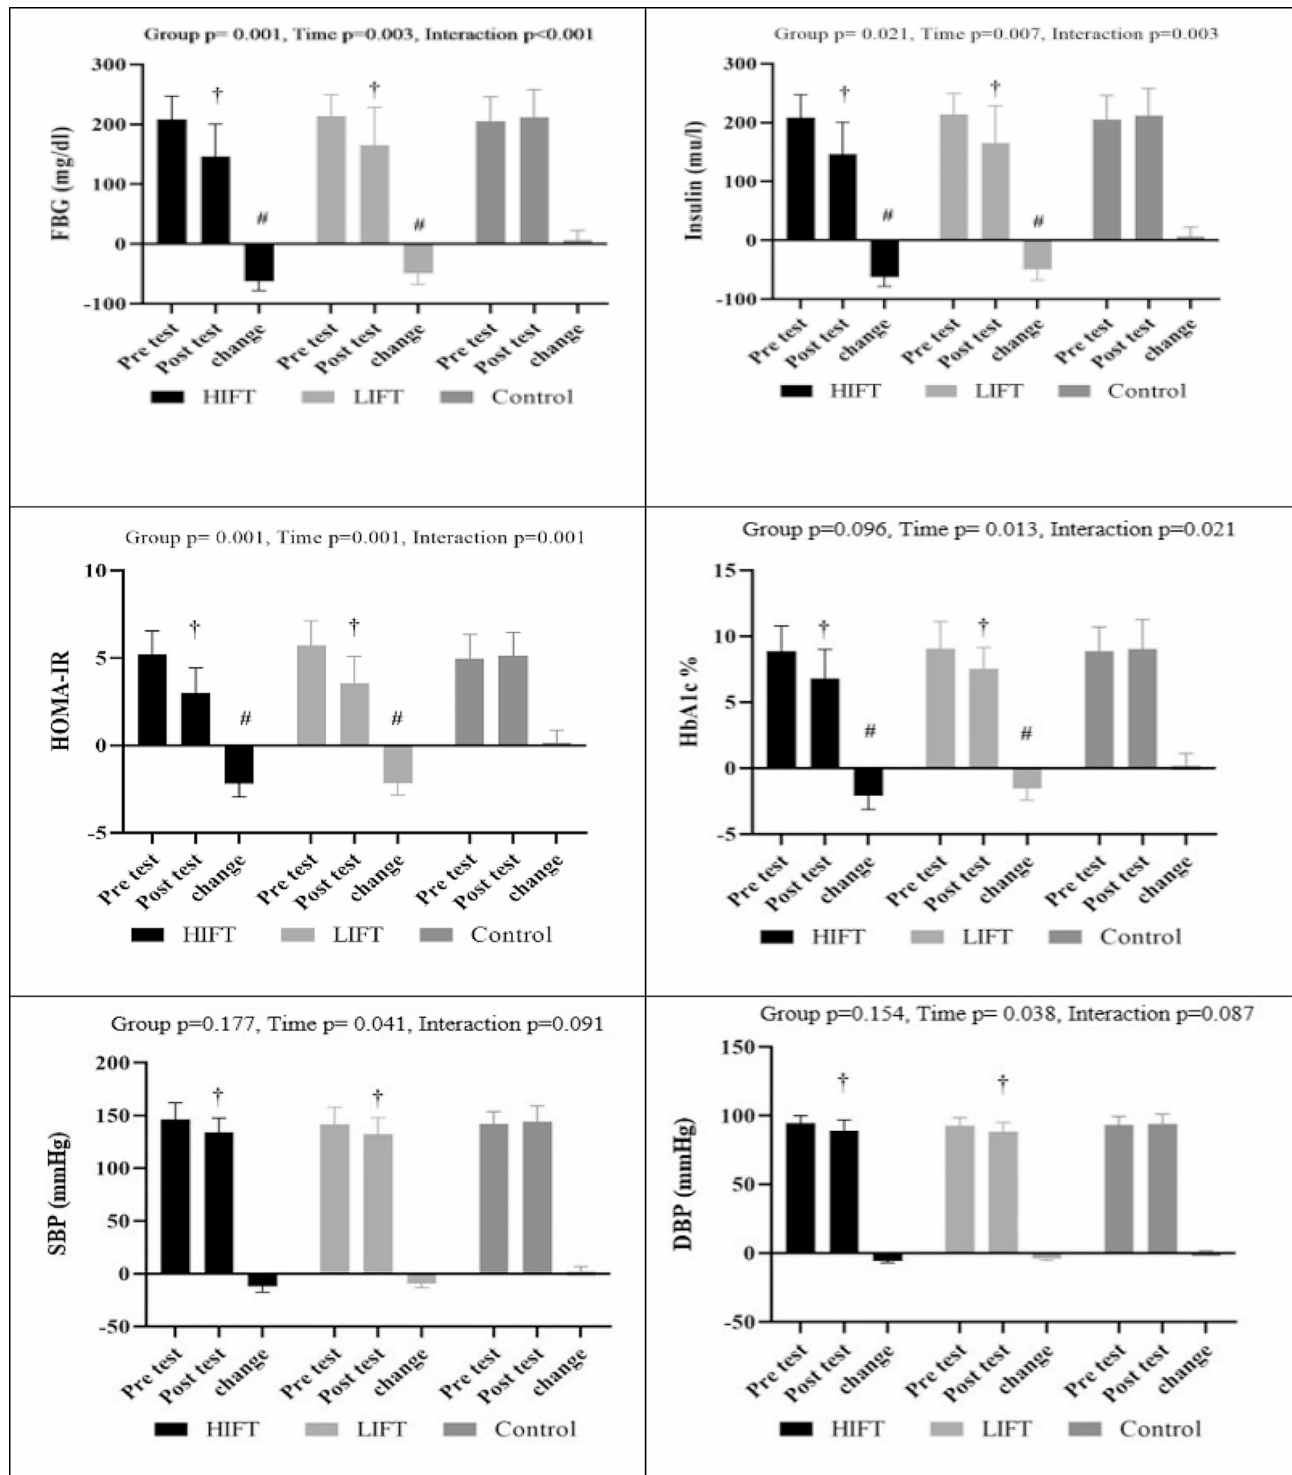 Group p= 0.001, Time p=0.003, Interaction p<0.001
FBG (mg/dl)
300
200
100
0
-100
†
#
†
#
Pre test Post test change Pre test Post test change Pre test Post test change
HIFT LIFT Control
Group p= 0.021, Time p=0.007, Interaction p=0.003
Insulin (mu/l)
300
200
100
0
-100
†
#
†
#
Pre test Post test change Pre test Post test change Pre test Post test change
HIFT LIFT Control
Group p= 0.001, Time p=0.001, Interaction p=0.001
HOMA-IR
10
5
0
-5
†
#
†
#
Pre test Post test change Pre test Post test change Pre test Post test change
HIFT LIFT Control
Group p=0.096, Time p= 0.013, Interaction p=0.021
HbA1c %
15
10
5
0
-5
†
#
†
#
Pre test Post test change Pre test Post test change Pre test Post test change
HIFT LIFT Control
Group p=0.177, Time p= 0.041, Interaction p=0.091
SBP (mmHg)
200
150
100
50
0
-50
†
†
Pre test Post test change Pre test Post test change Pre test Post test change
HIFT LIFT Control
Group p=0.154, Time p= 0.038, Interaction p=0.087
DBP (mmHg)
150
100
50
0
-50
†
†
Pre test Post test change Pre test Post test change Pre test Post test change
HIFT LIFT Control